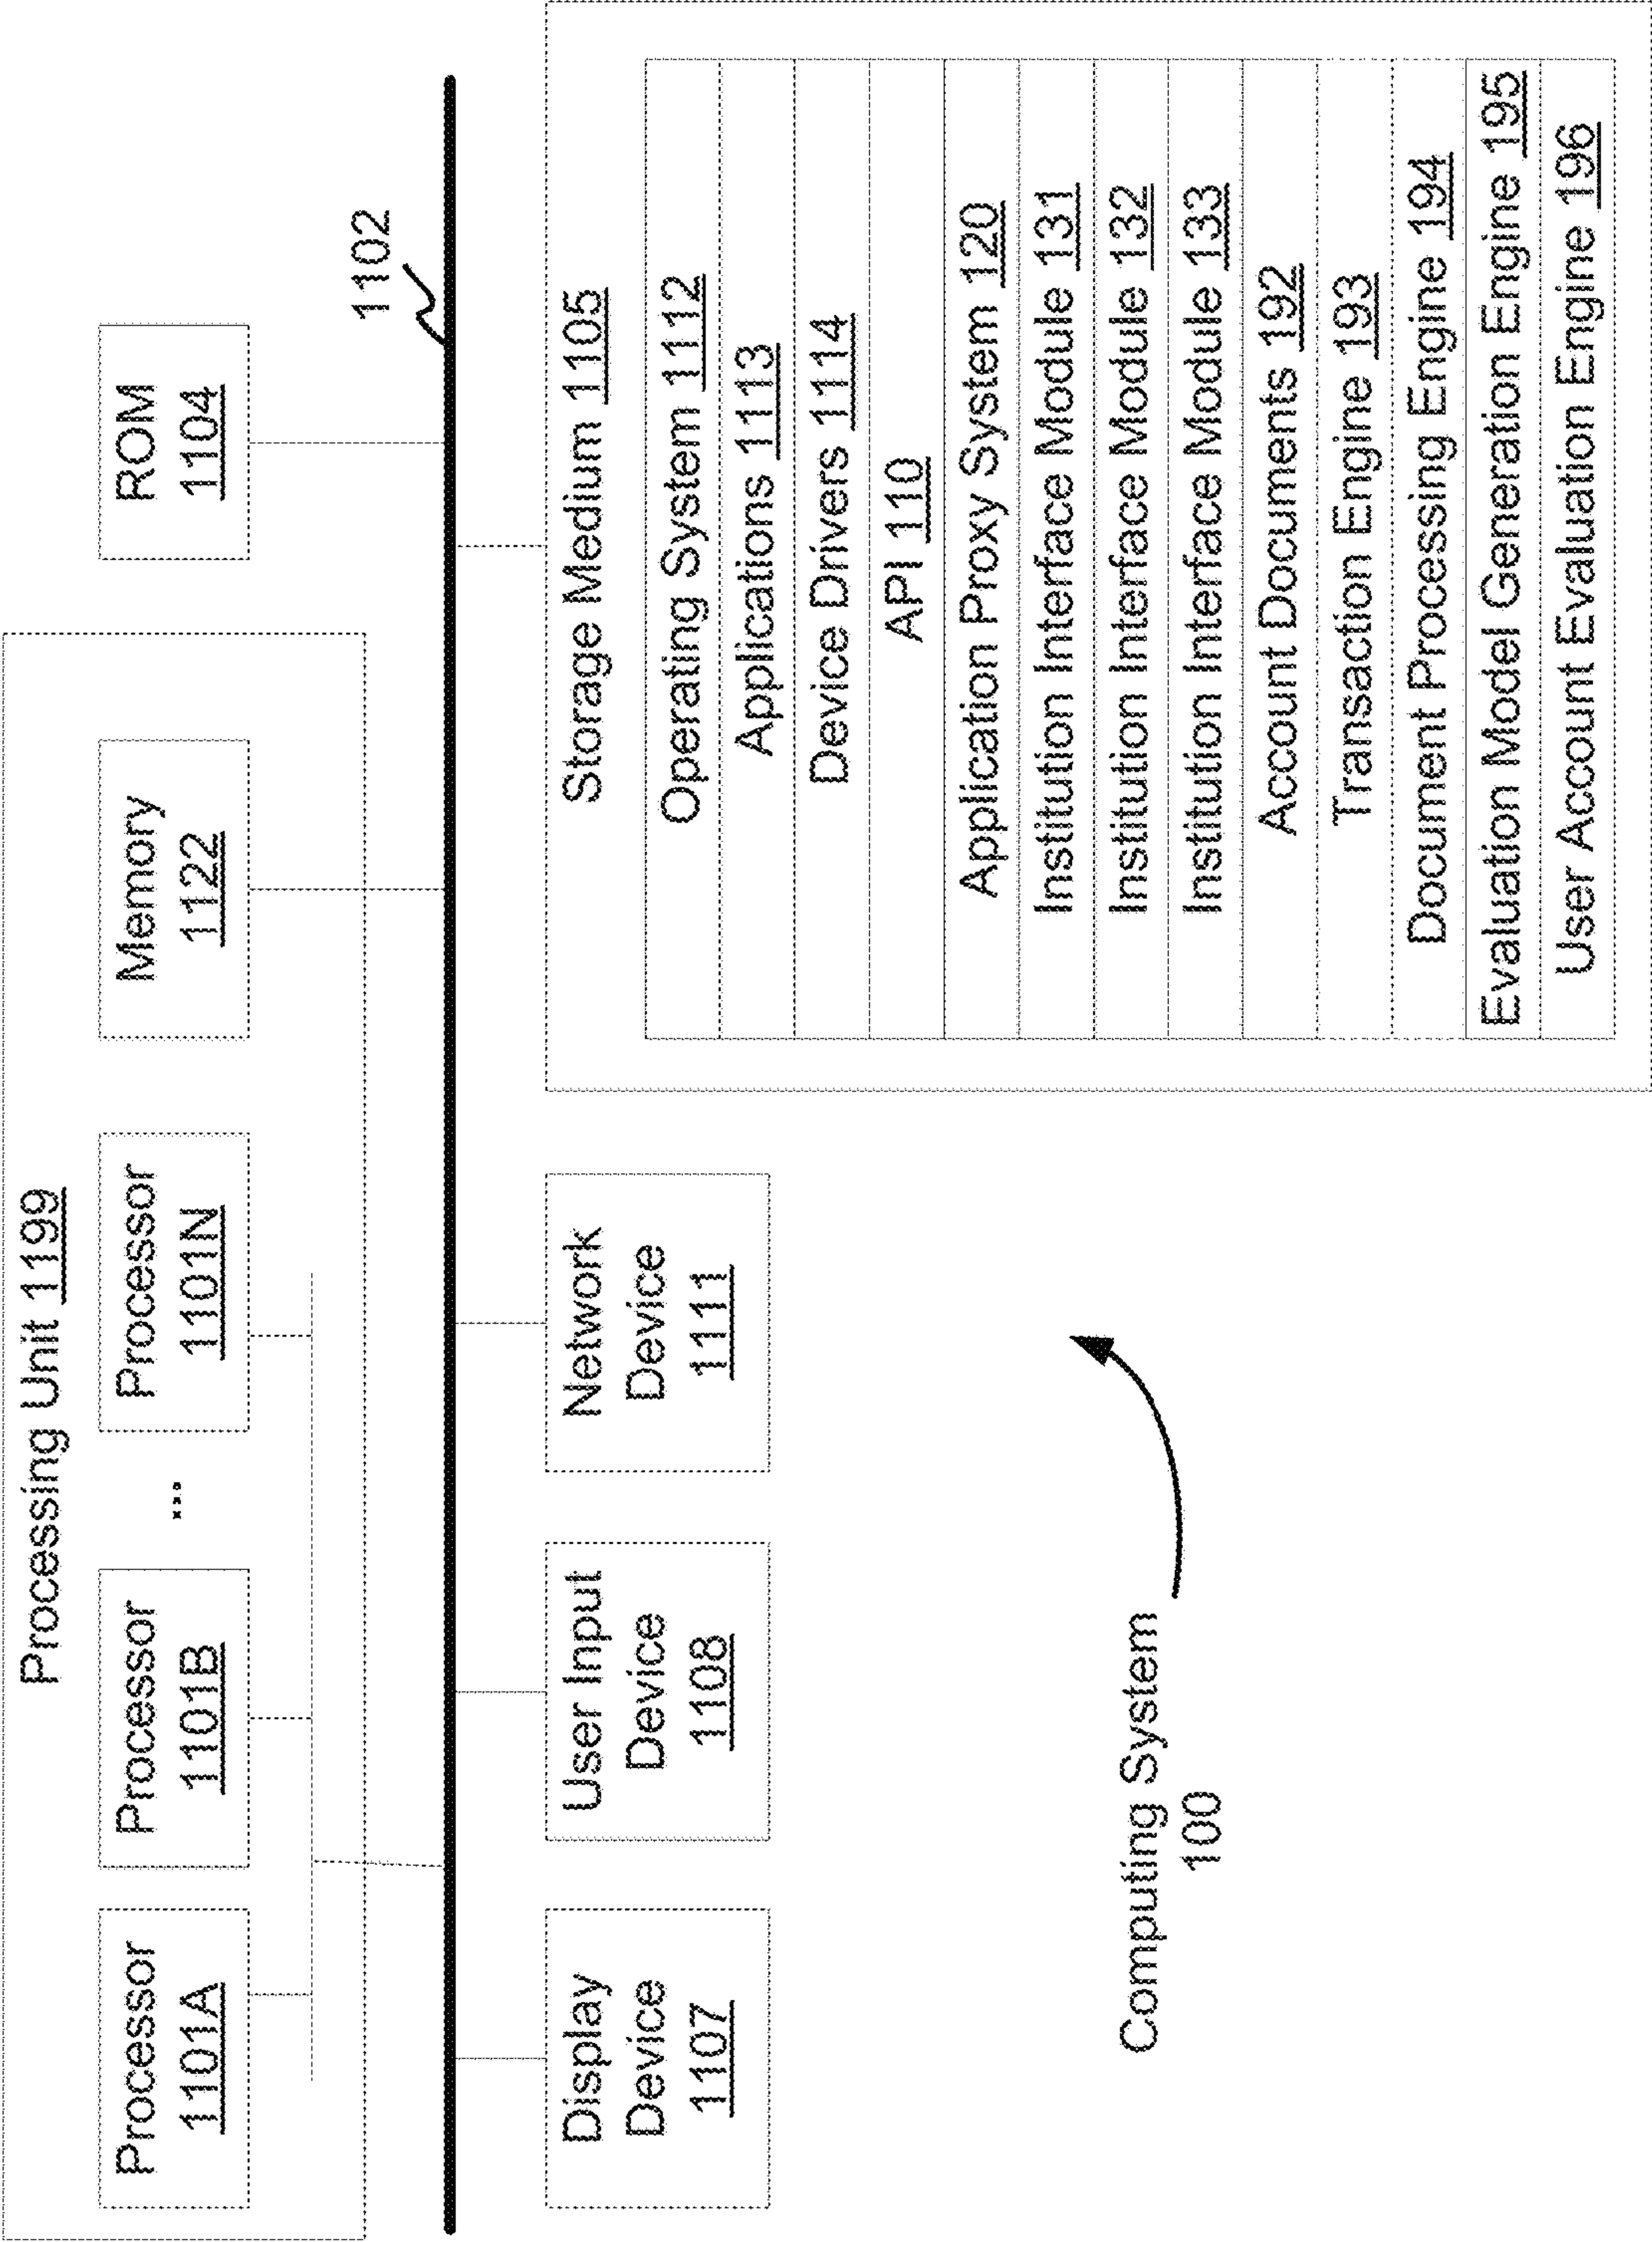 Processing Unit 1199
Processor
1101A
Processor
1101B
...
Processor
1101N
Memory
1122
ROM
1104
1102
Display
Device
1107
User Input
Device
1108
Network
Device
1111
Storage Medium 1105
Operating System 1112
Applications 1113
Device Drivers 1114
API 110
Application Proxy System 120
Institution Interface Module 131
Institution Interface Module 132
Institution Interface Module 133
Account Documents 192
Transaction Engine 193
Document Processing Engine 194
Evaluation Model Generation Engine 195
User Account Evaluation Engine 196
Computing System
100